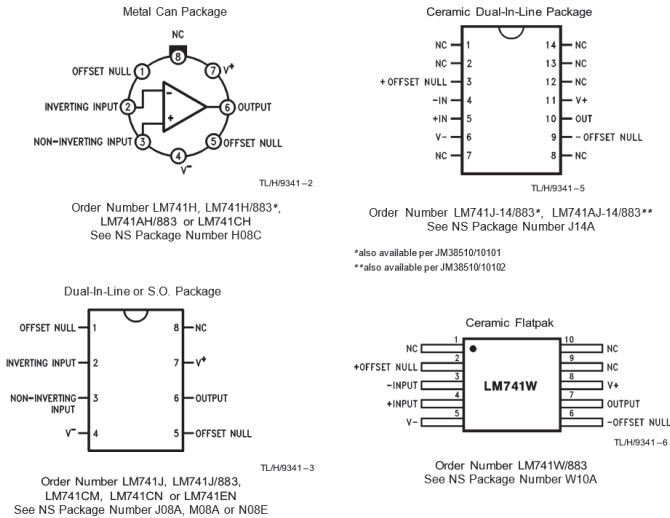 Metal Can Package
NC
8
OFFSET NULL 1
7 V+
INVERTING INPUT 2
6 OUTPUT
NON-INVERTING INPUT 3
5 OFFSET NULL
4
V-
-
+
TL/H/9341-2
Order Number LM741H, LM741H/883*,
LM741AH/883 or LM741CH
See NS Package Number H08C
Ceramic Dual-In-Line Package
NC 1 14 NC
NC 2 13 NC
+OFFSET NULL 3 12 NC
-IN 4 11 V+
+IN 5 10 OUT
V- 6 9 -OFFSET NULL
NC 7 8 NC
TL/H/9341-5
Order Number LM741J-14/883*, LM741AJ-14/883**
See NS Package Number J14A
*also available per JM38510/10101
**also available per JM38510/10102
Dual-In-Line or S.O. Package
OFFSET NULL 1 8 NC
INVERTING INPUT 2 7 V+
NON-INVERTING
INPUT 3 6 OUTPUT
V- 4 5 OFFSET NULL
TL/H/9341-3
Order Number LM741J, LM741J/883,
LM741CM, LM741CN or LM741EN
See NS Package Number J08A, M08A or N08E
Ceramic Flatpak
NC 1 10 NC
+OFFSET NULL 2 9 NC
-INPUT 3 LM741W 8 V+
+INPUT 4 7 OUTPUT
V- 5 6 -OFFSET NULL
TL/H/9341-6
Order Number LM741W/883
See NS Package Number W10A